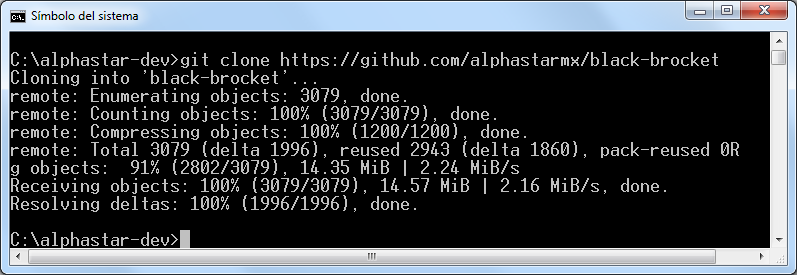 Símbolo del sistema
C:\alphastar-dev>git clone https://github.com/alphastarmx/black-brocket
Cloning into 'black-brocket'...
remote: Enumerating objects: 3079, done.
remote: Counting objects: 100% (3079/3079), done.
remote: Compressing objects: 100% (1200/1200), done.
remote: Total 3079 (delta 1996), reused 2943 (delta 1860), pack-reused 0R
g objects:  91% (2802/3079), 14.35 MiB | 2.24 MiB/s
Receiving objects: 100% (3079/3079), 14.57 MiB | 2.16 MiB/s, done.
Resolving deltas: 100% (1996/1996), done.
C:\alphastar-dev>